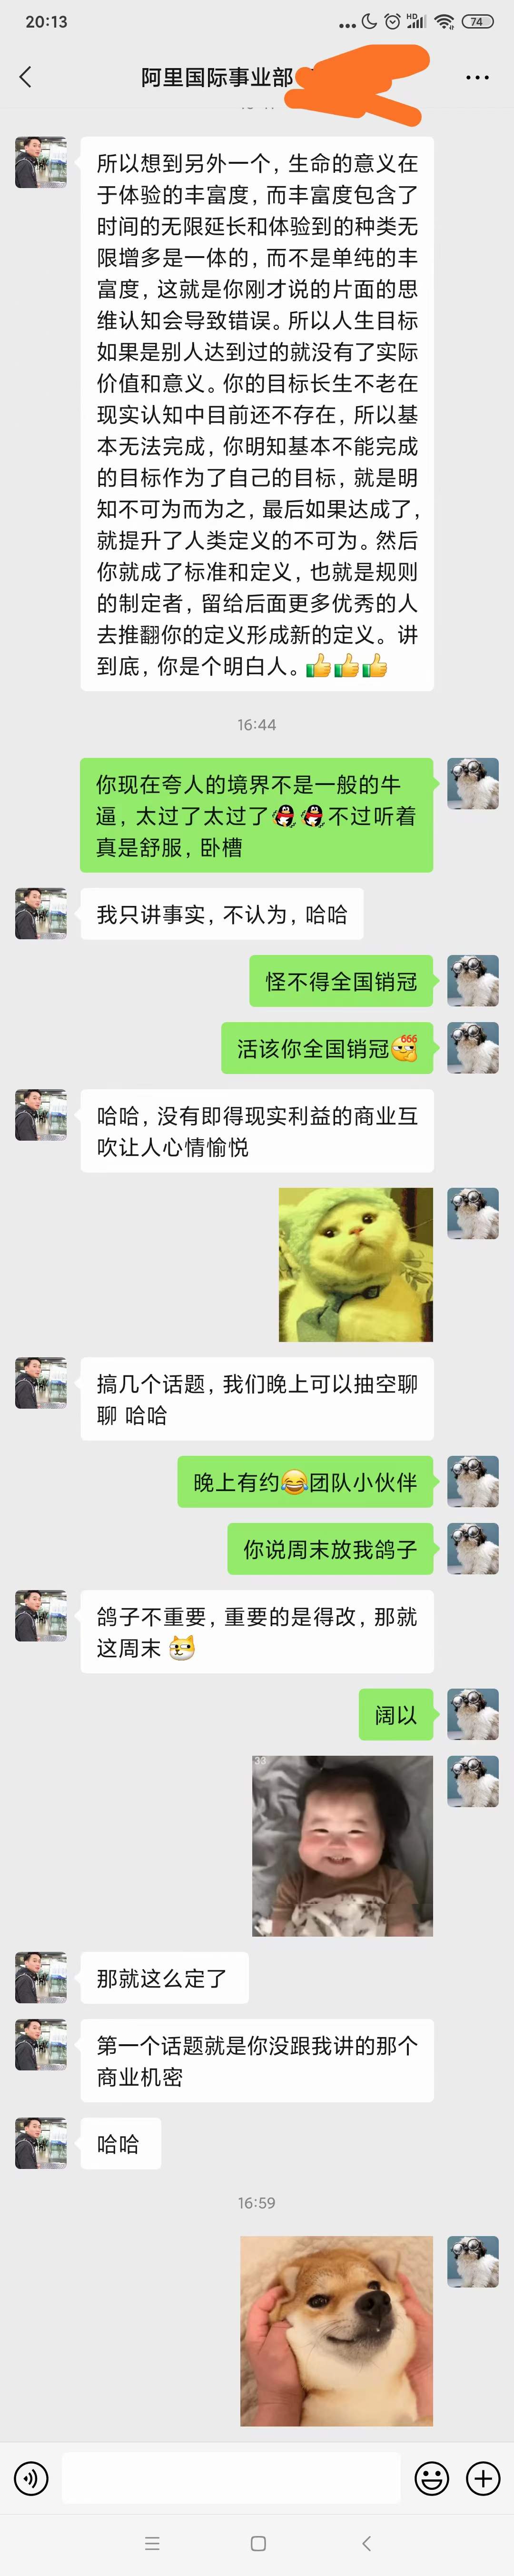 20:13
HD
74
阿里国际事业部
所以想到另外一个，生命的意义在
于体验的丰富度，而丰富度包含了
时间的无限延长和体验到的种类无
限增多是一体的，而不是单纯的丰
富度，这就是你刚才说的片面的思
维认知会导致错误。所以人生目标
如果是别人达到过的就没有了实际
价值和意义。你的目标长生不老在
现实认知中目前还不存在，所以基
本无法完成，你明知基本不能完成
的目标作为了自己的目标，就是明
知不可为而为之，最后如果达成了，
就提升了人类定义的不可为。然后
你就成了标准和定义，也就是规则
的制定者，留给后面更多优秀的人
去推翻你的定义形成新的定义。讲
到底，你是个明白人。👍👍👍
16:44
你现在夸人的境界不是一般的牛
逼，太过了太过了🐧🐧不过听着
真是舒服，卧槽
我只讲事实，不认为，哈哈
怪不得全国销冠
活该你全国销冠666
哈哈，没有即得现实利益的商业互
吹让人心情愉悦
搞几个话题，我们晚上可以抽空聊
聊 哈哈
晚上有约😂团队小伙伴
你说周末放我鸽子
鸽子不重要，重要的是得改，那就
这周末
阔以
33
那就这么定了
第一个话题就是你没跟我讲的那个
商业机密
哈哈
16:59